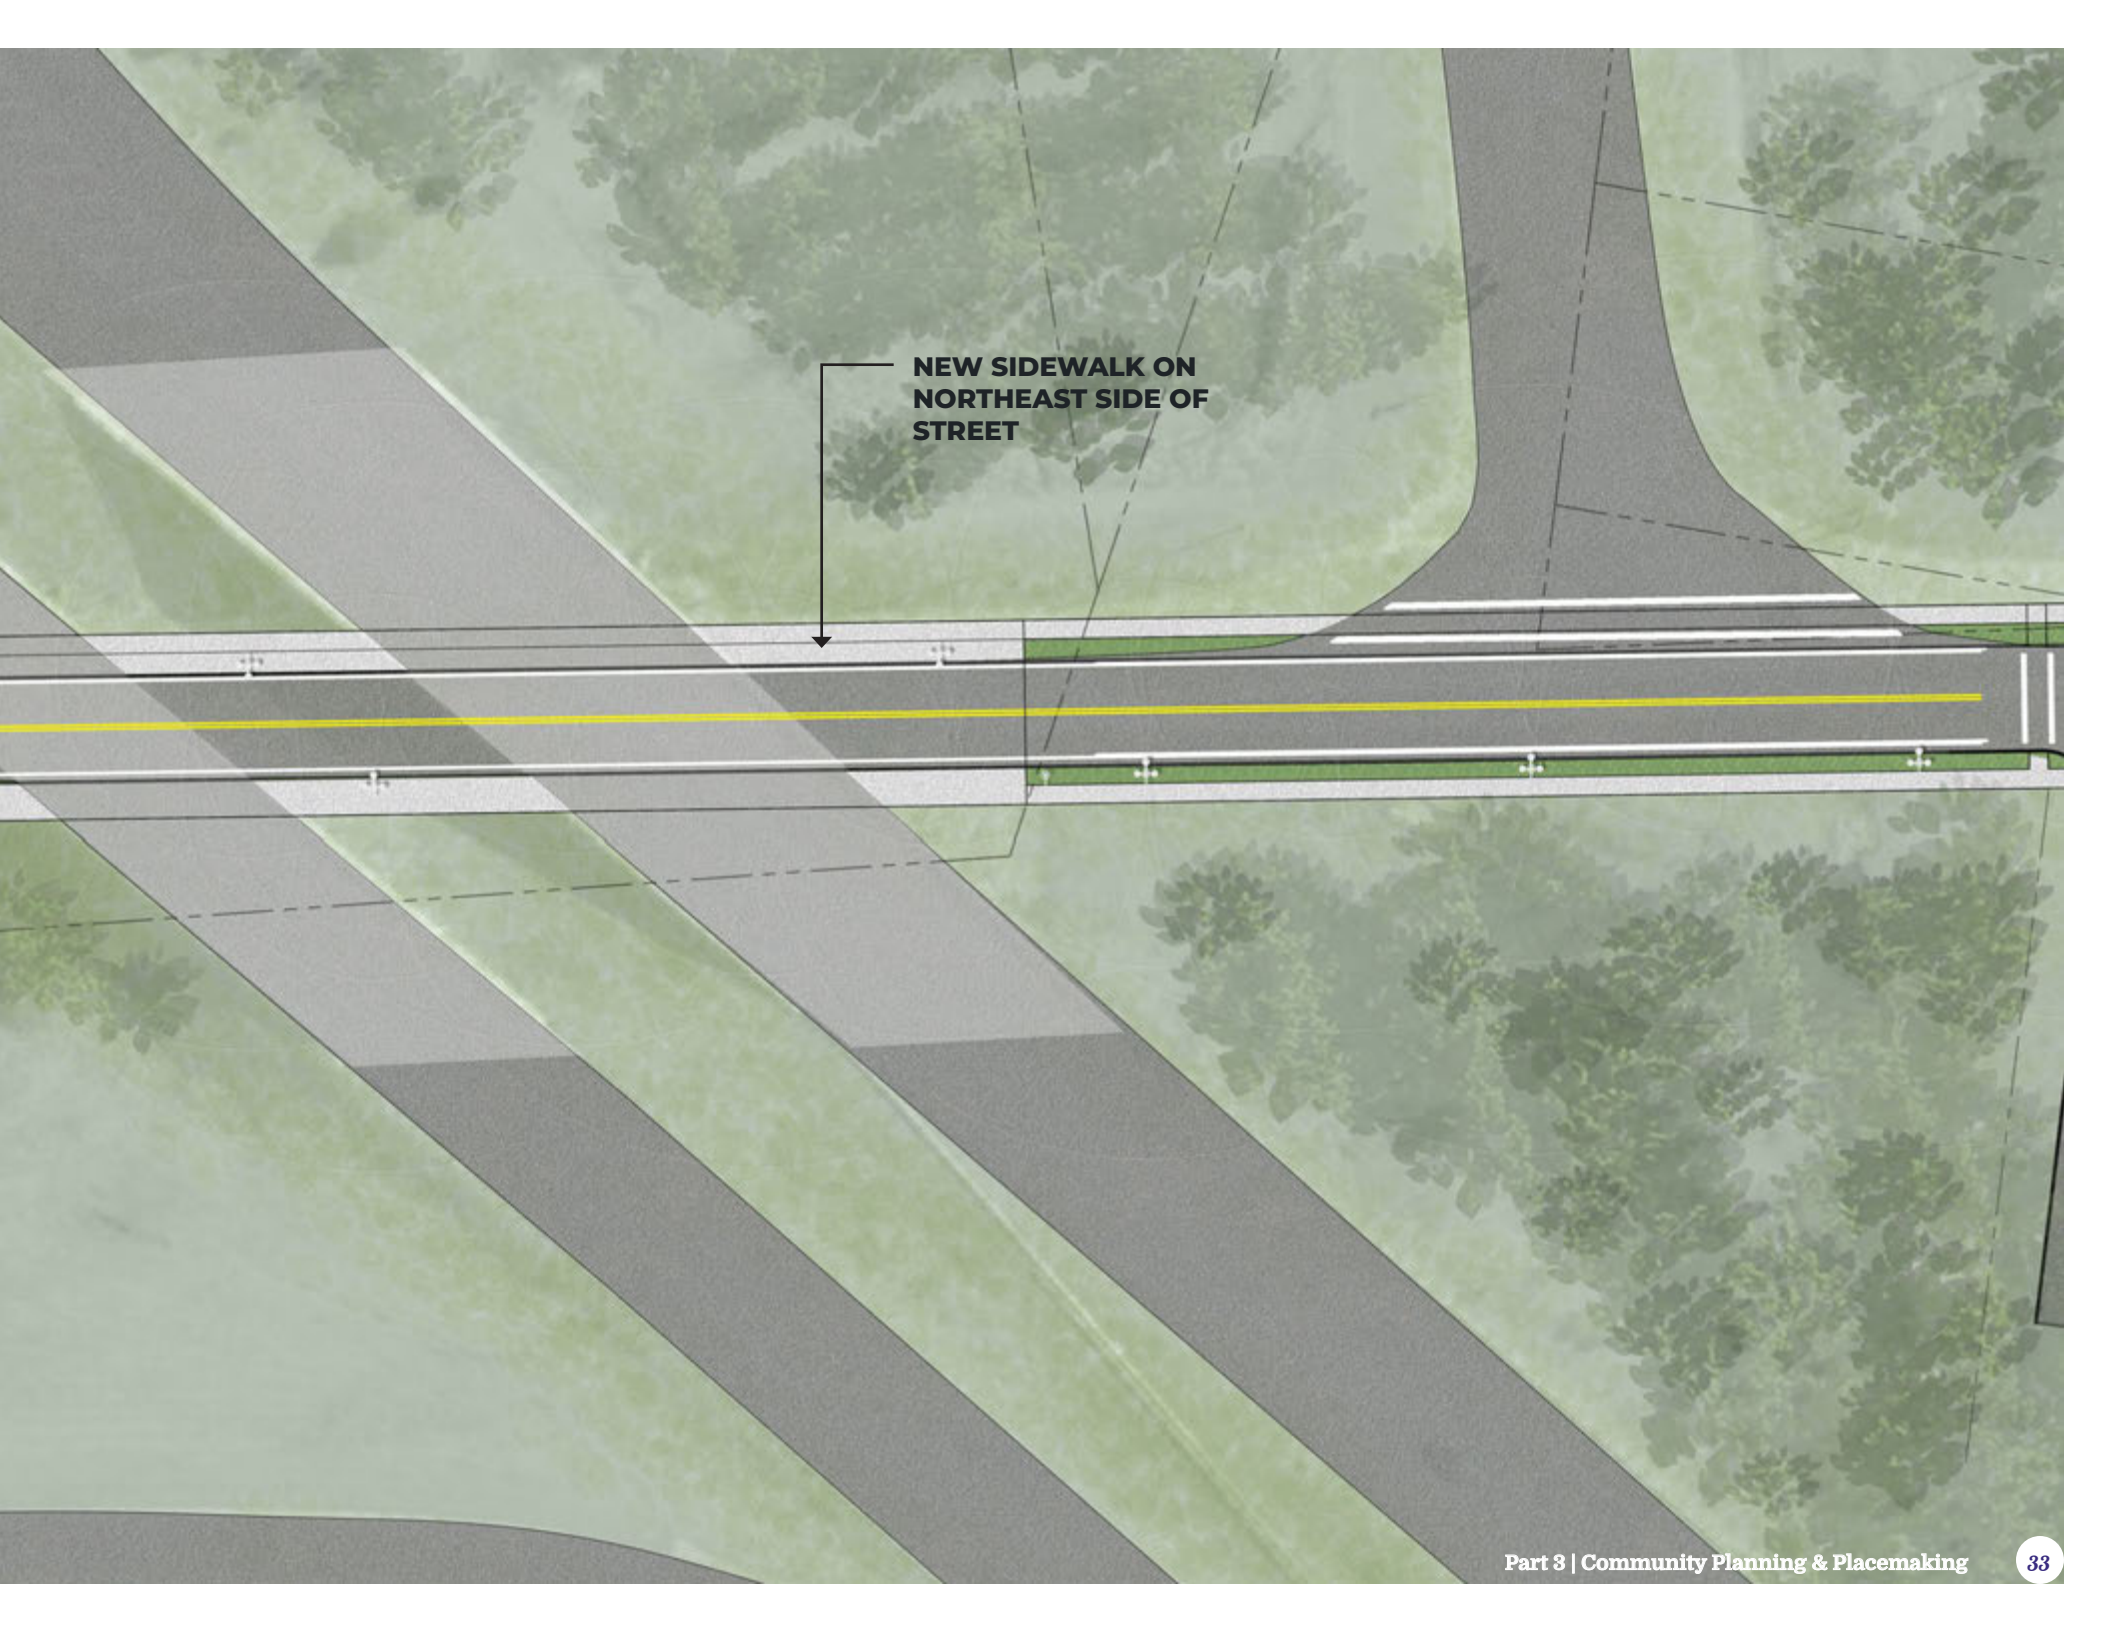 NEW SIDEWALK ON
NORTHEAST SIDE OF
STREET
Part 3 | Community Planning & Placemaking
33